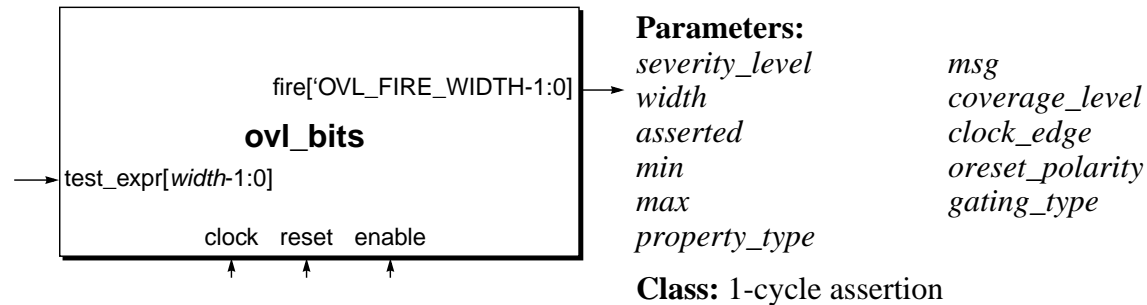 fire[‘OVL_FIRE_WIDTH-1:0]
ovl_bits
test_expr[width-1:0]
clock reset enable
Parameters:
severity_level msg
width coverage_level
asserted clock_edge
min oreset_polarity
max gating_type
property_type
Class: 1-cycle assertion